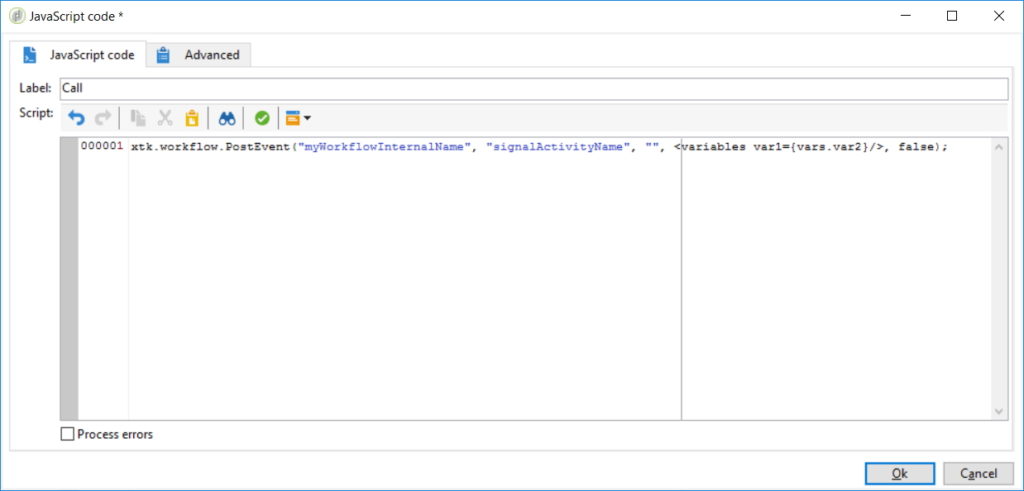 JavaScript code *
JavaScript code Advanced
Label: Call
Script:
000001 xtk.workflow.PostEvent("myWorkflowInternalName", "signalActivityName", "", <variables var1={vars.var2}/>, false);
Process errors
Ok Cancel